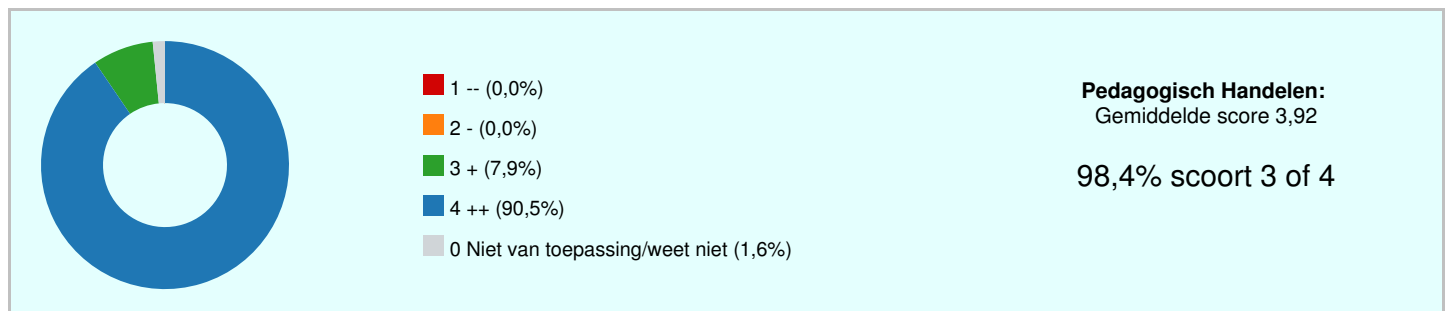 1 -- (0,0%)
2 - (0,0%)
3 + (7,9%)
4 ++ (90,5%)
0 Niet van toepassing/weet niet (1,6%)
Pedagogisch Handelen:
Gemiddelde score 3,92
98,4% scoort 3 of 4